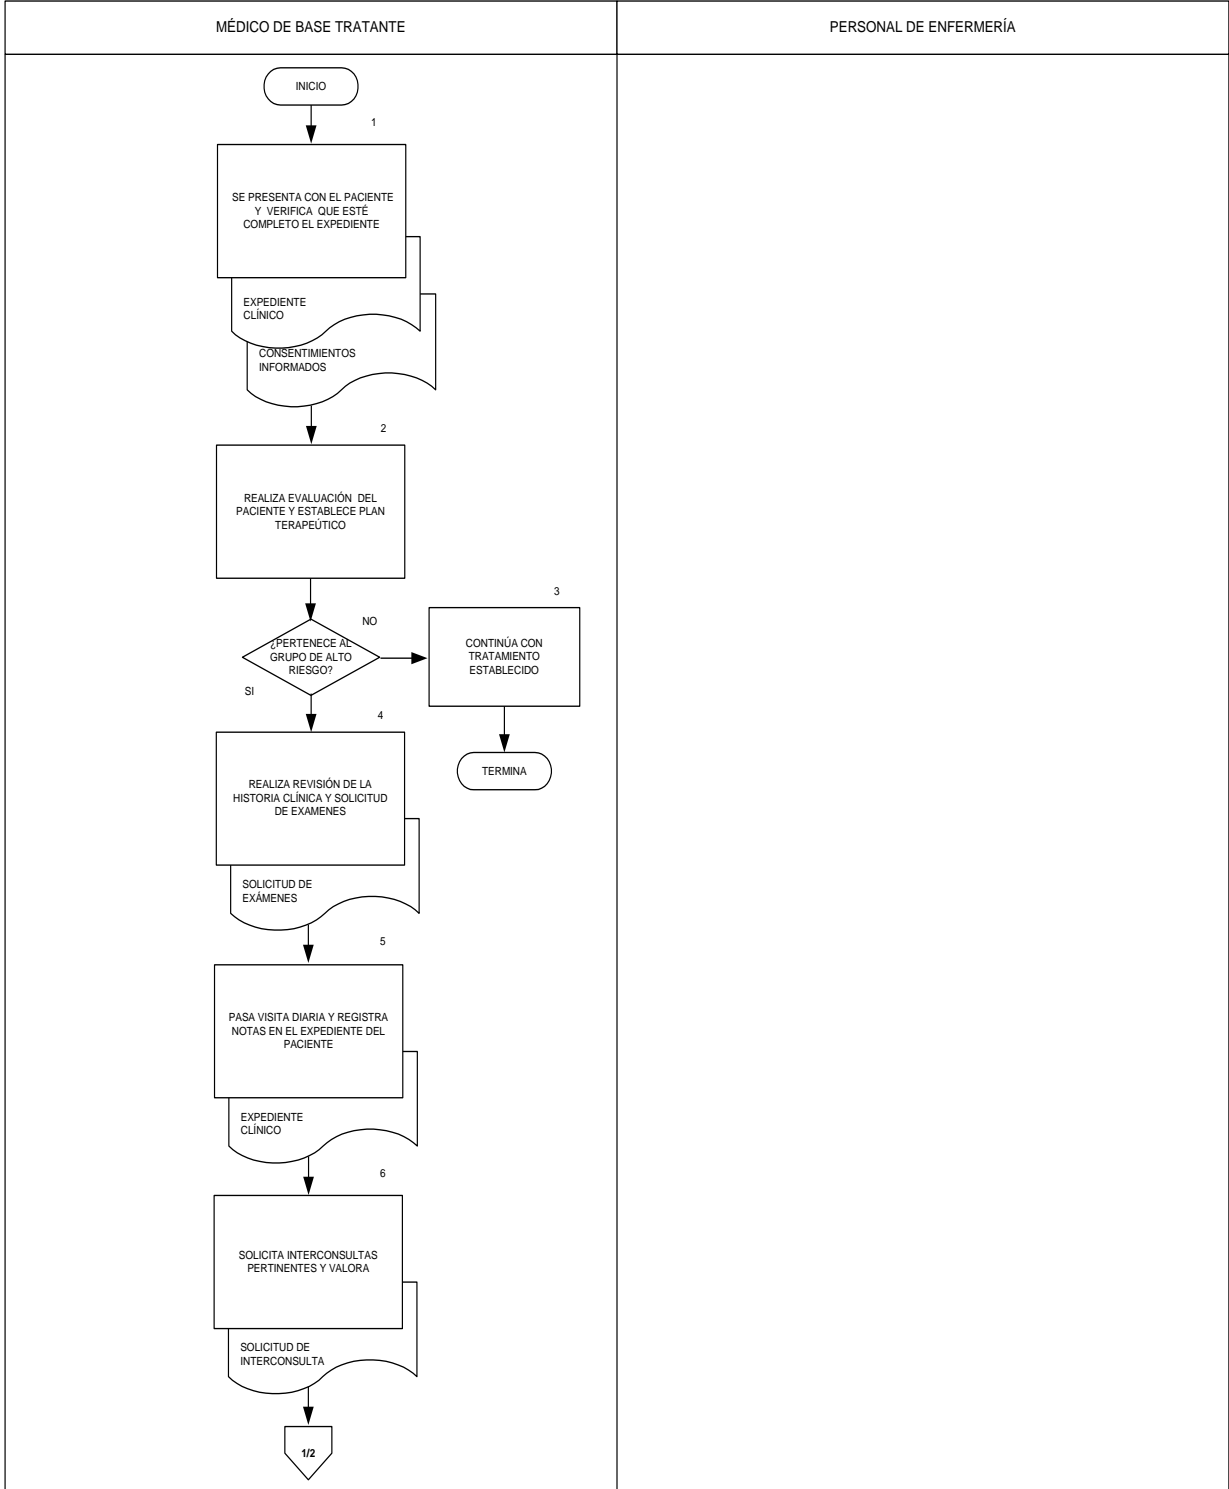 MÉDICO DE BASE TRATANTE
PERSONAL DE ENFERMERÍA
INICIO
1
SE PRESENTA CON EL PACIENTE
Y VERIFICA QUE ESTÉ
COMPLETO EL EXPEDIENTE
EXPEDIENTE
CLÍNICO
CONSENTIMIENTOS
INFORMADOS
2
REALIZA EVALUACIÓN DEL
PACIENTE Y ESTABLECE PLAN
TERAPEÚTICO
¿PERTENECE AL
GRUPO DE ALTO
RIESGO?
NO
3
CONTINÚA CON
TRATAMIENTO
ESTABLECIDO
TERMINA
SI
4
REALIZA REVISIÓN DE LA
HISTORIA CLÍNICA Y SOLICITUD
DE EXAMENES
SOLICITUD DE
EXÁMENES
5
PASA VISITA DIARIA Y REGISTRA
NOTAS EN EL EXPEDIENTE DEL
PACIENTE
EXPEDIENTE
CLÍNICO
6
SOLICITA INTERCONSULTAS
PERTINENTES Y VALORA
SOLICITUD DE
INTERCONSULTA
1/2